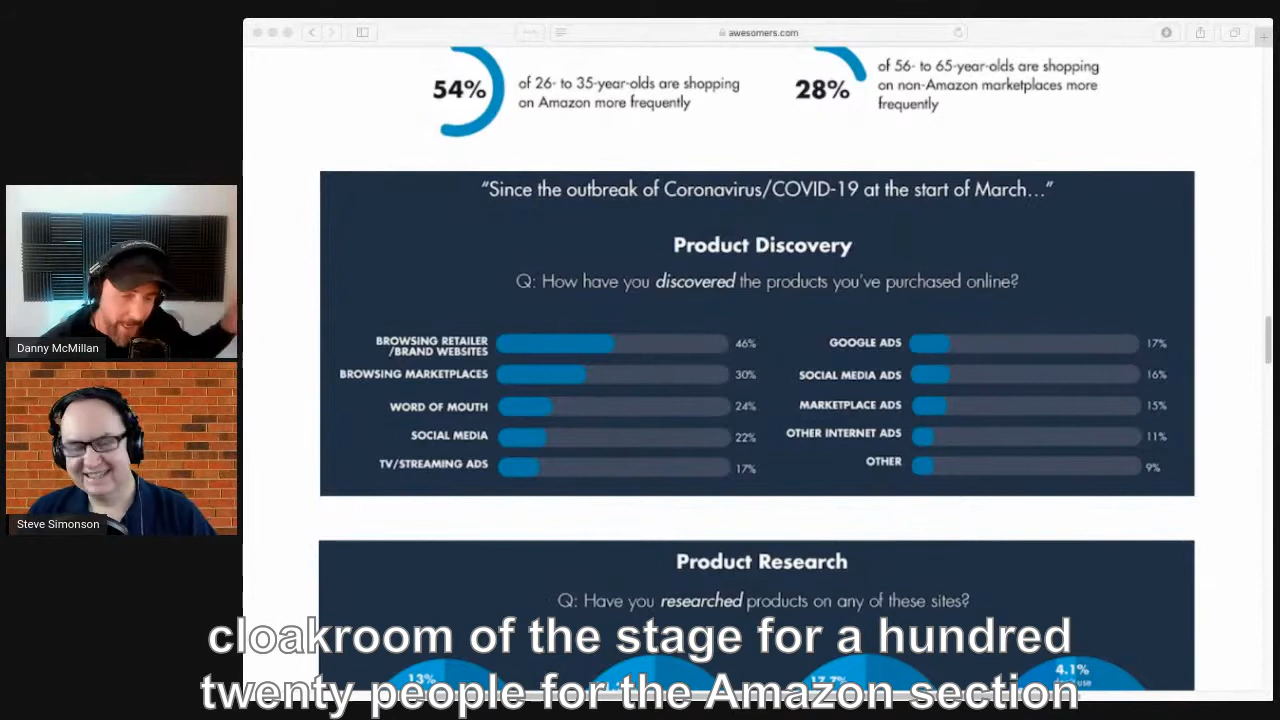 awesomers.com
54%
of 26- to 35-year-olds are shopping
on Amazon more frequently
28%
of 56- to 65-year-olds are shopping
on non-Amazon marketplaces more
frequently
“Since the outbreak of Coronavirus/COVID-19 at the start of March…”
Product Discovery
Q: How have you discovered the products you’ve purchased online?
BROWSING RETAILER
/BRAND WEBSITES
46%
BROWSING MARKETPLACES
30%
WORD OF MOUTH
24%
SOCIAL MEDIA
22%
TV/STREAMING ADS
17%
GOOGLE ADS
17%
SOCIAL MEDIA ADS
16%
MARKETPLACE ADS
15%
OTHER INTERNET ADS
11%
OTHER
9%
Danny McMillan
Steve Simonson
Product Research
Q: Have you researched products on any of these sites?
13%
17.7%
4.1%
cloakroom of the stage for a hundred
twenty people for the Amazon section